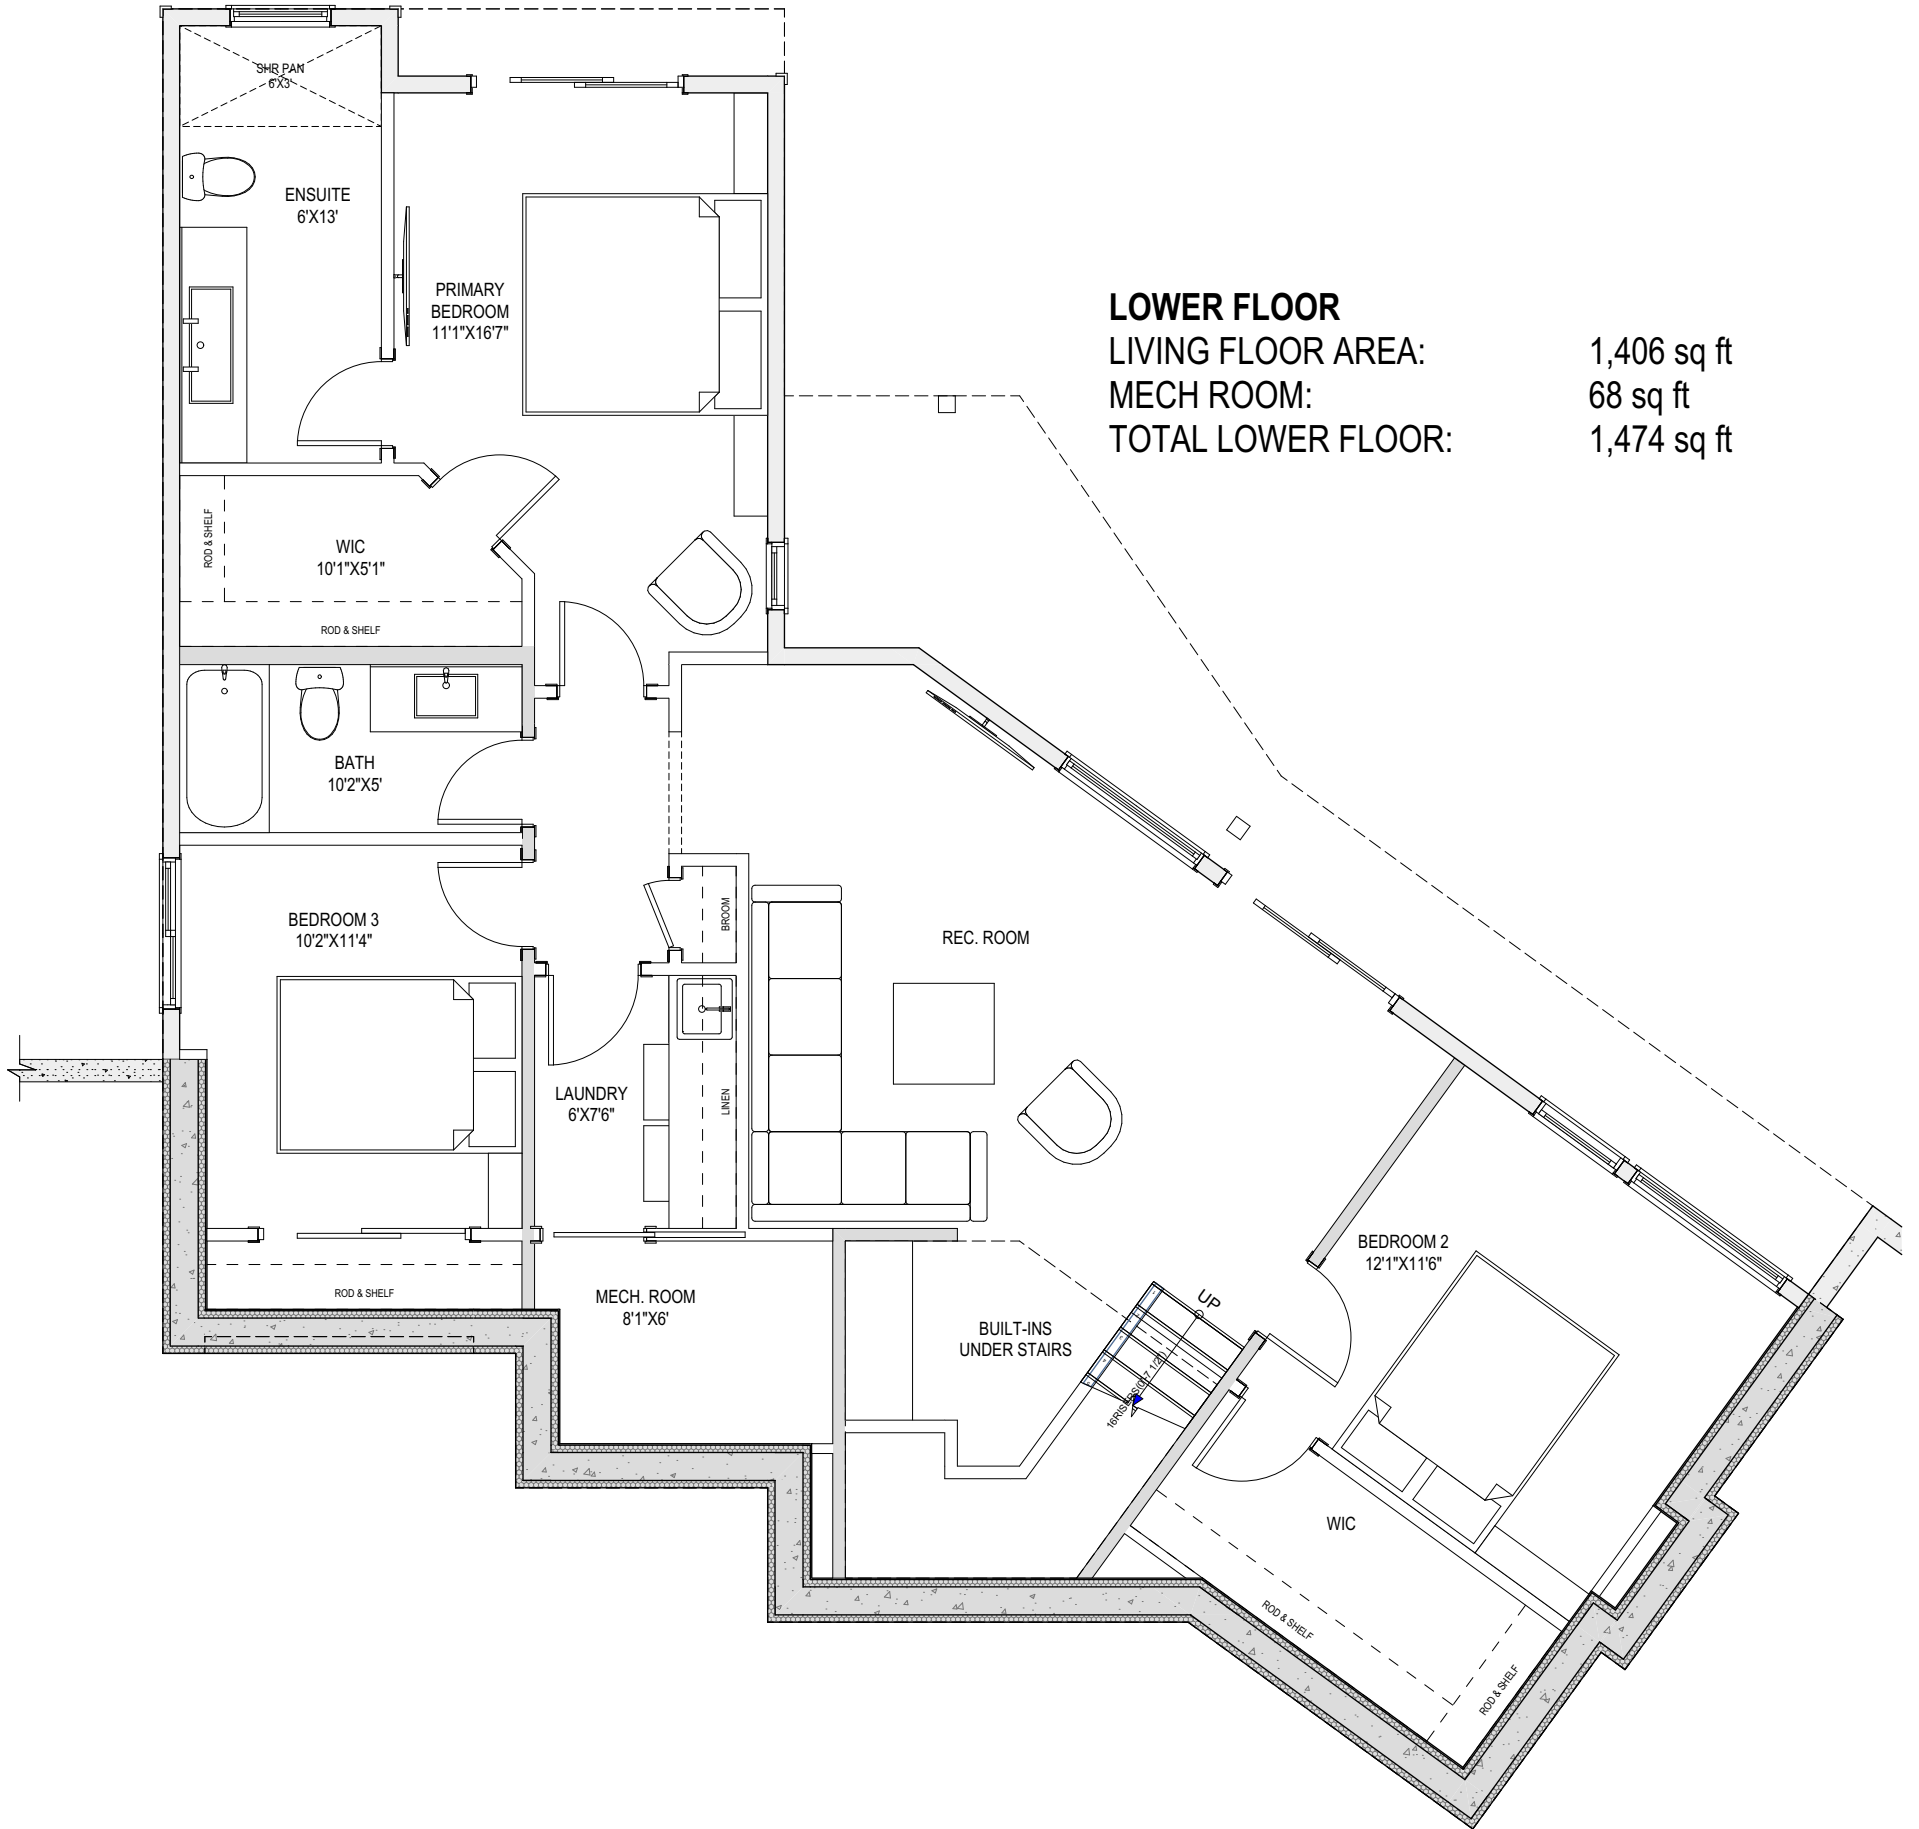 SHR PAN
6'X3'
ENSUITE
6'X13'
PRIMARY
BEDROOM
11'1"X16'7"
LOWER FLOOR
LIVING FLOOR AREA: 1,406 sq ft
MECH ROOM: 68 sq ft
TOTAL LOWER FLOOR: 1,474 sq ft
ROD & SHELF
WIC
10'1"X5'1"
ROD & SHELF
BATH
10'2"X5'
BEDROOM 3
10'2"X11'4"
BROOM
REC. ROOM
LAUNDRY
6'X7'6"
LINEN
BEDROOM 2
12'1"X11'6"
ROD & SHELF
MECH. ROOM
8'1"X6'
UP
BUILT-INS
UNDER STAIRS
WIC
ROD & SHELF
ROD & SHELF